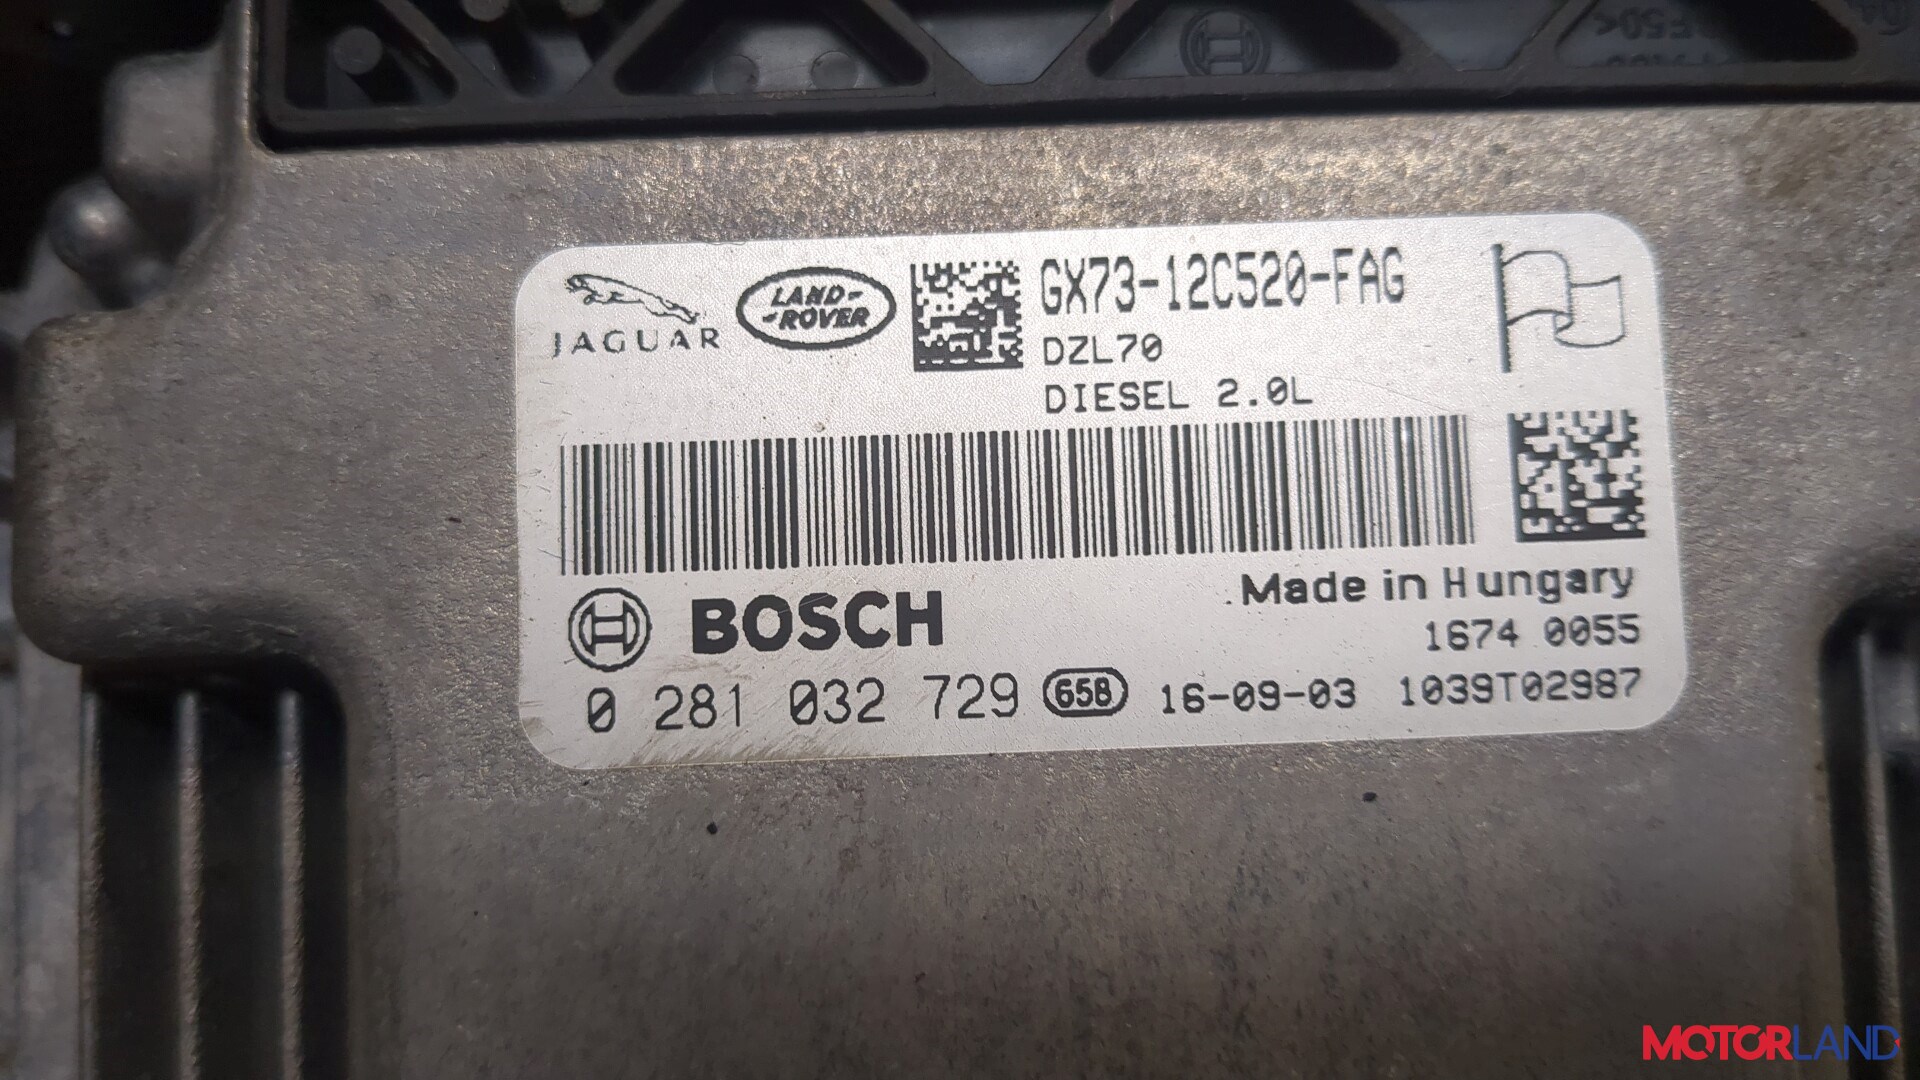 JAGUAR
LAND-
-ROVER
GX73-12C520-FAG
DZL70
DIESEL 2.0L
Made in Hungary
BOSCH
1674 0055
0 281 032 729 65B 16-09-03 1039T02987
MOTORLAND